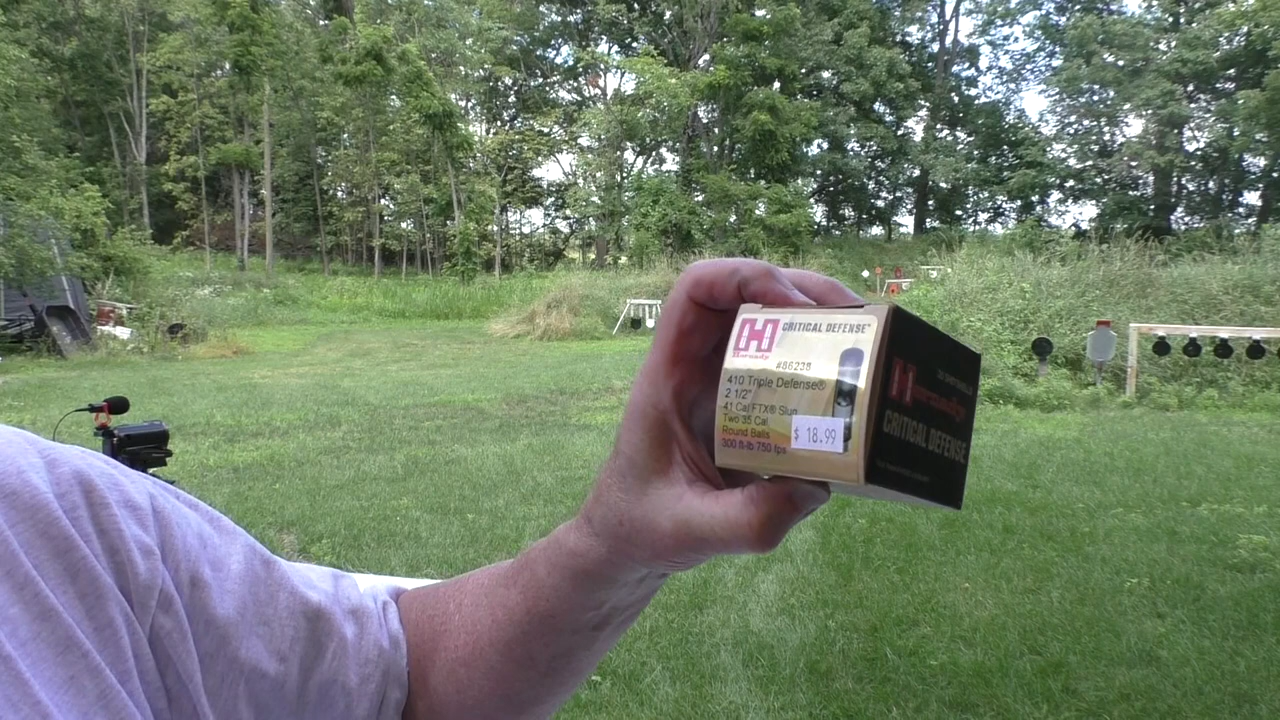 H CRITICAL DEFENSE®
Hornady
#86238
410 Triple Defense®
2 1/2"
41 Cal FTX® Slug
Two 35 Cal
Round Balls
300 ft-lb 750 fps
$ 18.99
Hornady
CRITICAL DEFENSE